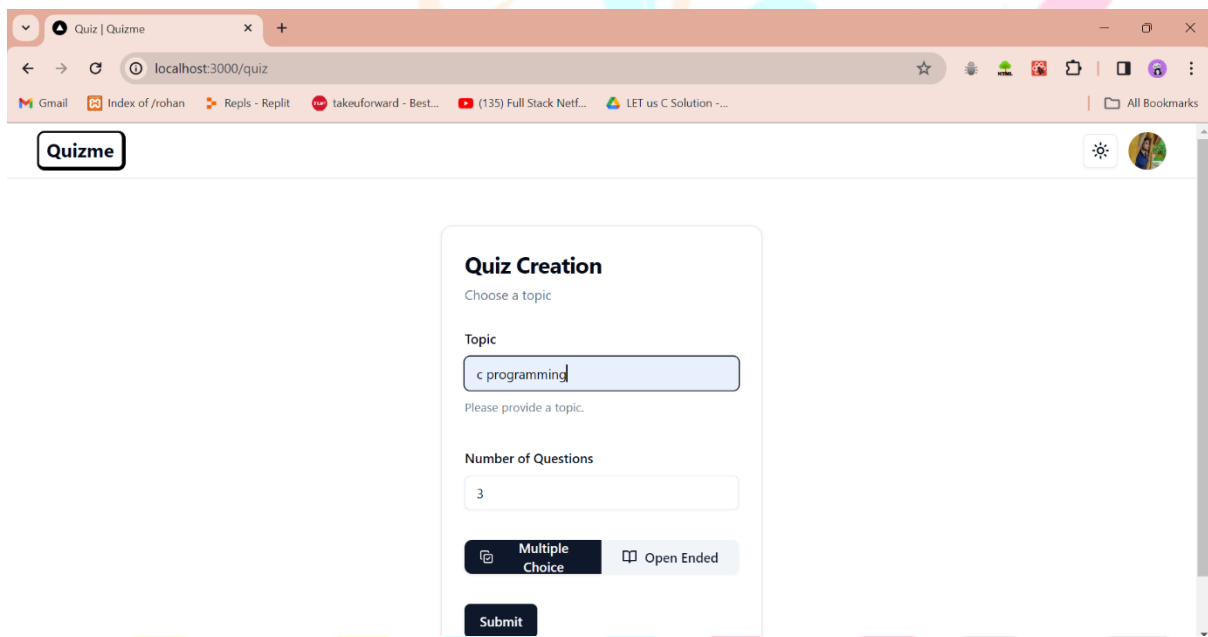 Quiz | Quizme
localhost:3000/quiz
Gmail Index of /rohan Repls - Replit takeuforward - Best... (135) Full Stack Netf... LET us C Solution -... All Bookmarks
Quizme
Quiz Creation
Choose a topic
Topic
c programming
Please provide a topic.
Number of Questions
3
Multiple
Choice
Open Ended
Submit